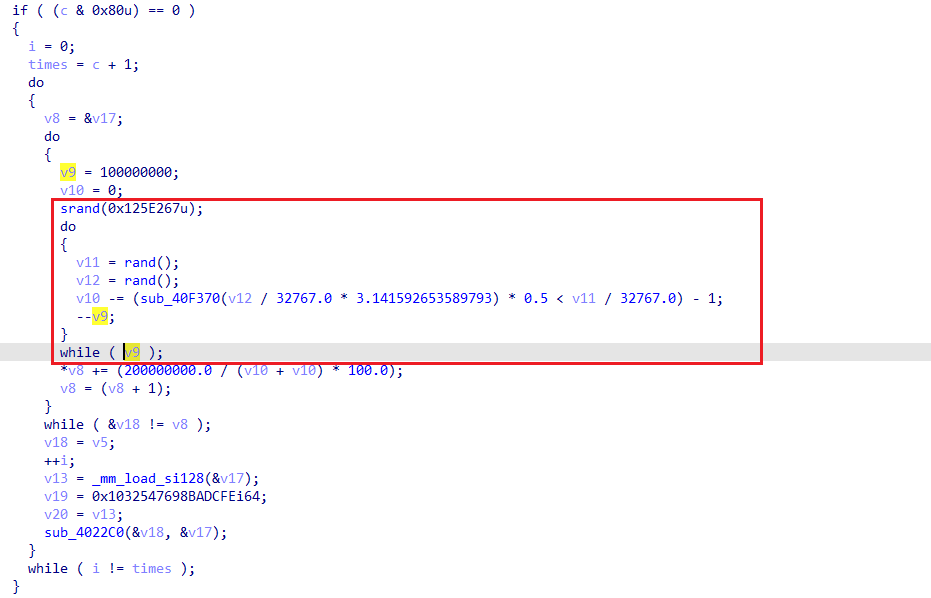 if ( (c & 0x80u) == 0 )
{
i = 0;
times = c + 1;
do
{
v8 = &v17;
do
{
v9 = 100000000;
v10 = 0;
srand(0x125E267u);
do
{
v11 = rand();
v12 = rand();
v10 -= (sub_40F370(v12 / 32767.0 * 3.141592653589793) * 0.5 < v11 / 32767.0) - 1;
--v9;
}
while ( v9 );
*v8 += (200000000.0 / (v10 + v10) * 100.0);
v8 = (v8 + 1);
}
while ( &v18 != v8 );
v18 = v5;
++i;
v13 = _mm_load_si128(&v17);
v19 = 0x1032547698BADCFEi64;
v20 = v13;
sub_4022C0(&v18, &v17);
}
while ( i != times );
}